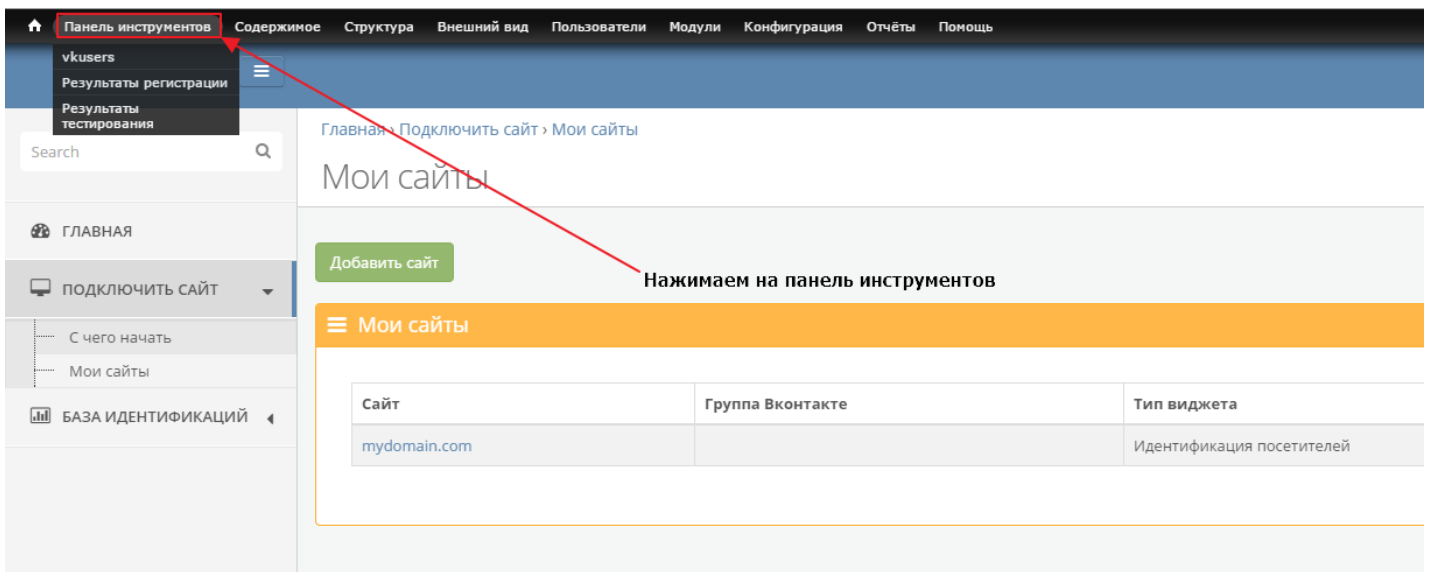 Панель инструментов Содержимое Структура Внешний вид Пользователи Модули Конфигурация Отчёты Помощь
vkusers
Результаты регистрации
Результаты
тестирования
Search
Главная › Подключить сайт › Мои сайты
Мои сайты
ГЛАВНАЯ
ПОДКЛЮЧИТЬ САЙТ
С чего начать
Мои сайты
БАЗА ИДЕНТИФИКАЦИЙ
Добавить сайт
Нажимаем на панель инструментов
Мои сайты
Сайт Группа Вконтакте Тип виджета
mydomain.com Идентификация посетителей